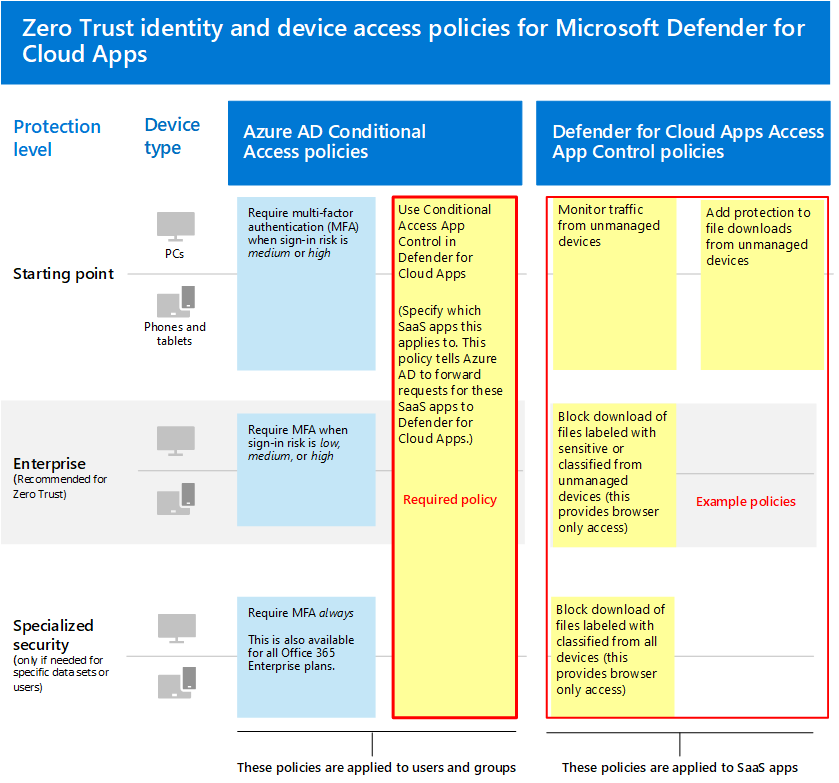 Zero Trust identity and device access policies for Microsoft Defender for
Cloud Apps
Protection
level
Device
type
Azure AD Conditional
Access policies
Defender for Cloud Apps Access
App Control policies
Starting point
PCs
Phones and
tablets
Require multi-factor
authentication (MFA)
when sign-in risk is
medium or high
Use Conditional
Access App
Control in
Defender for
Cloud Apps
(Specify which
SaaS apps this
applies to. This
policy tells Azure
AD to forward
requests for these
SaaS apps to
Defender for
Cloud Apps.)
Required policy
Monitor traffic
from unmanaged
devices
Add protection to
file downloads
from unmanaged
devices
Enterprise
(Recommended for
Zero Trust)
Require MFA when
sign-in risk is low,
medium, or high
Block download of
files labeled with
sensitive or
classified from
unmanaged
devices (this
provides browser
only access)
Example policies
Specialized
security
(only if needed for
specific data sets or
users)
Require MFA always
This is also available
for all Office 365
Enterprise plans.
Block download of
files labeled with
classified from all
devices (this
provides browser
only access)
These policies are applied to users and groups
These policies are applied to SaaS apps